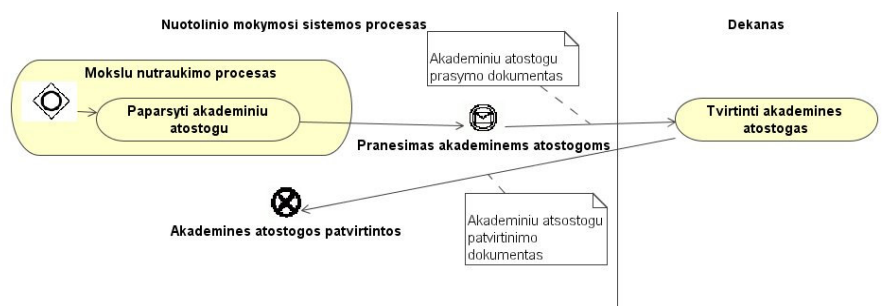 Nuotolinio mokymosi sistemos procesas
Dekanas
Akademiniu atostogu
prasymo dokumentas
Mokslu nutraukimo procesas
Paparsyti akademiniu
atostogu
Pranesimas akademinems atostogoms
Tvirtinti akademines
atostogas
Akademines atostogos patvirtintos
Akademiniu atsostogu
patvirtinimo
dokumentas